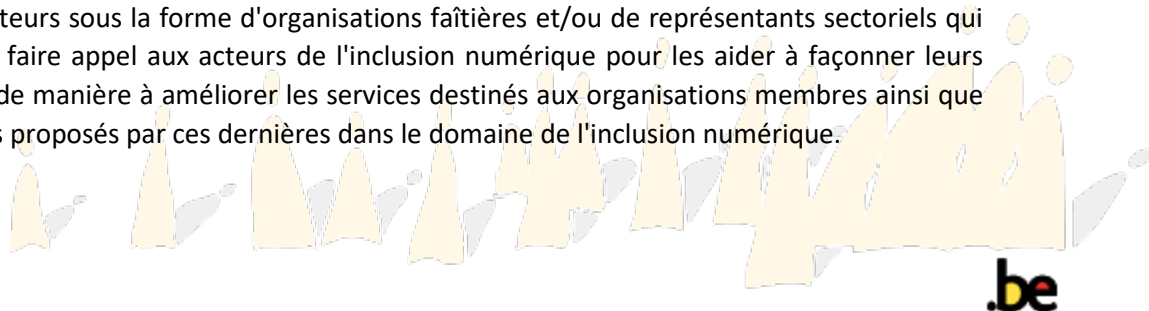 teurs sous la forme d'organisations faîtières et/ou de représentants sectoriels qui
faire appel aux acteurs de l'inclusion numérique pour les aider à façonner leurs
de manière à améliorer les services destinés aux organisations membres ainsi que
s proposés par ces dernières dans le domaine de l'inclusion numérique.
.be